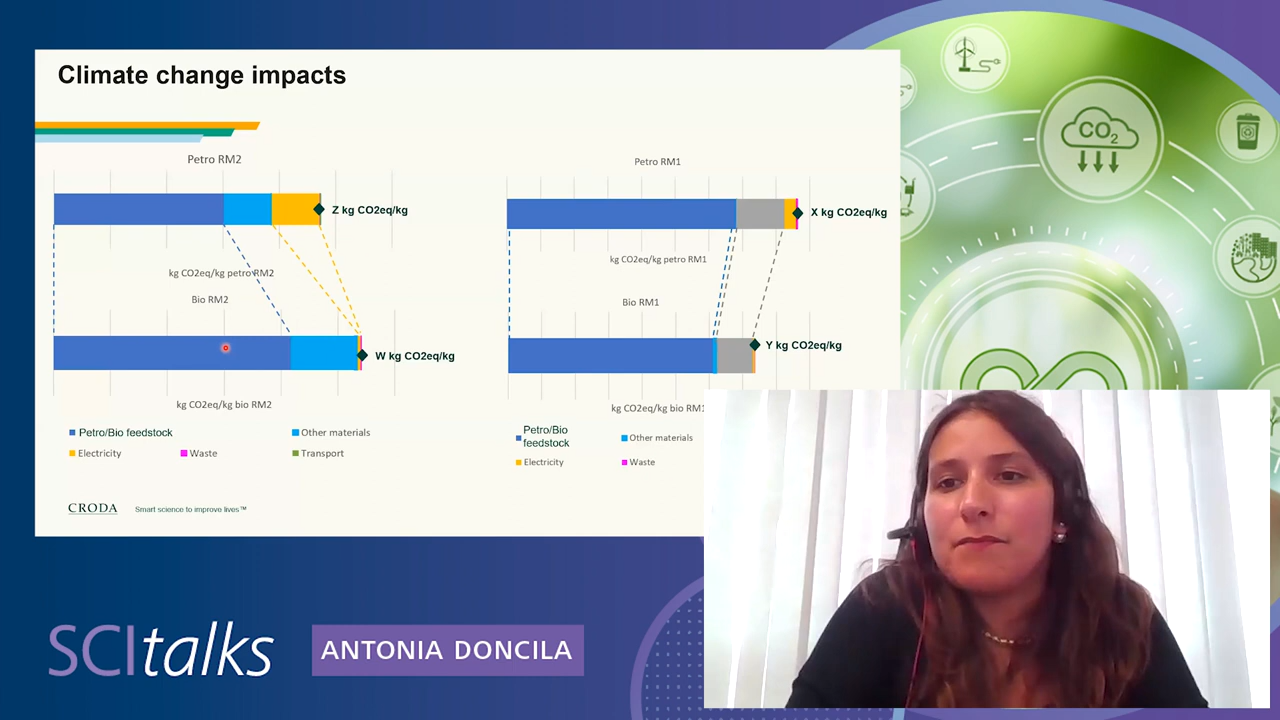 Climate change impacts
Petro RM2
Z kg CO2eq/kg
kg CO2eq/kg petro RM2
Bio RM2
W kg CO2eq/kg
kg CO2eq/kg bio RM2
Petro/Bio feedstock
Other materials
Electricity
Waste
Transport
Petro RM1
X kg CO2eq/kg
kg CO2eq/kg petro RM1
Bio RM1
Y kg CO2eq/kg
kg CO2eq/kg bio RM1
Petro/Bio
feedstock
Other materials
Electricity
Waste
CRODA Smart science to improve lives™
CO2
SCItalks
ANTONIA DONCILA